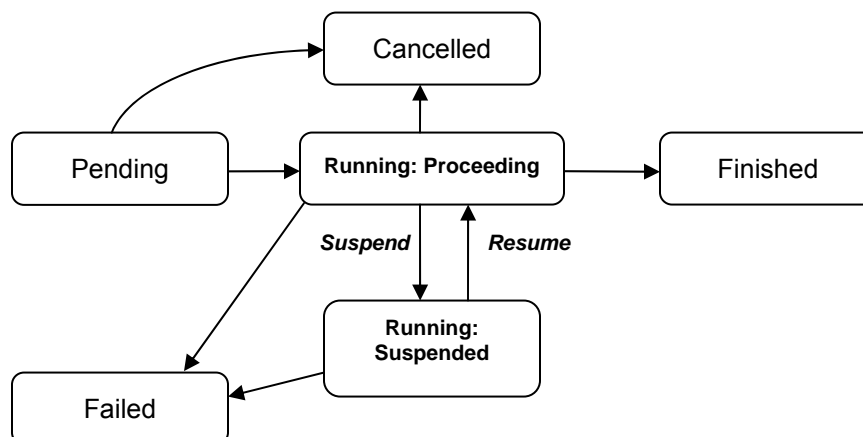 Cancelled
Pending
Running: Proceeding
Finished
Suspend
Resume
Running:
Suspended
Failed